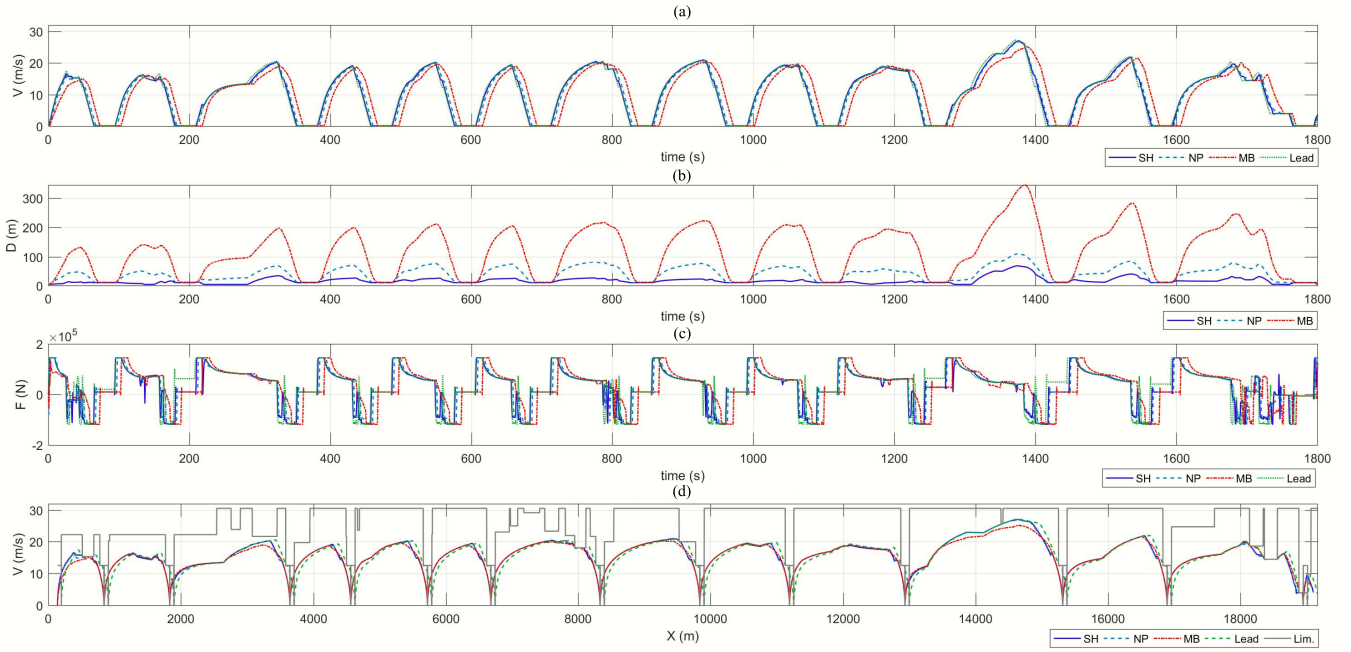 (a)
30
20
10
0
V (m/s)
0 200 400 600 800 1000 1200 1400 1600 1800
time (s)
SH NP MB Lead
(b)
300
200
100
0
D (m)
0 200 400 600 800 1000 1200 1400 1600 1800
time (s)
SH NP MB
(c)
× 10⁵
2
0
-2
F (N)
0 200 400 600 800 1000 1200 1400 1600 1800
time (s)
SH NP MB Lead
(d)
30
20
10
0
V (m/s)
0 2000 4000 6000 8000 10000 12000 14000 16000 18000
X (m)
SH NP MB Lead Lim.